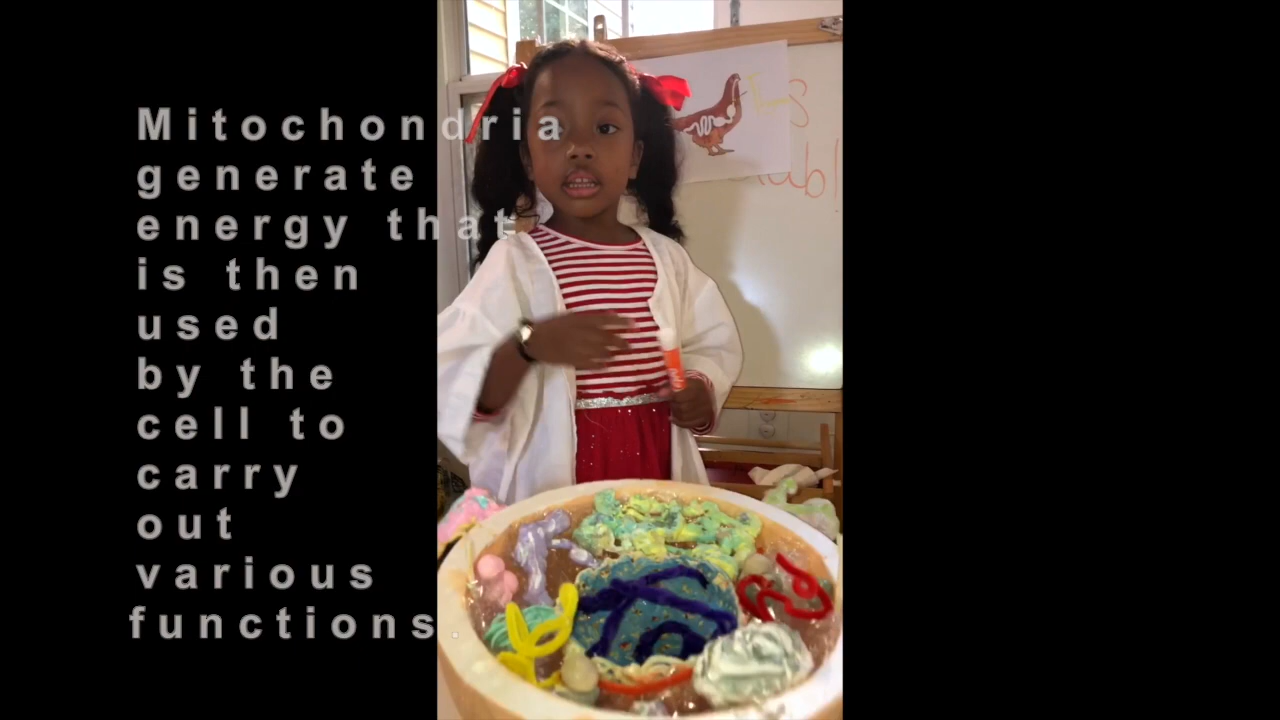 Mitochondria
generate
energy that
is then
used
by the
cell to
carry
out
various
functions.